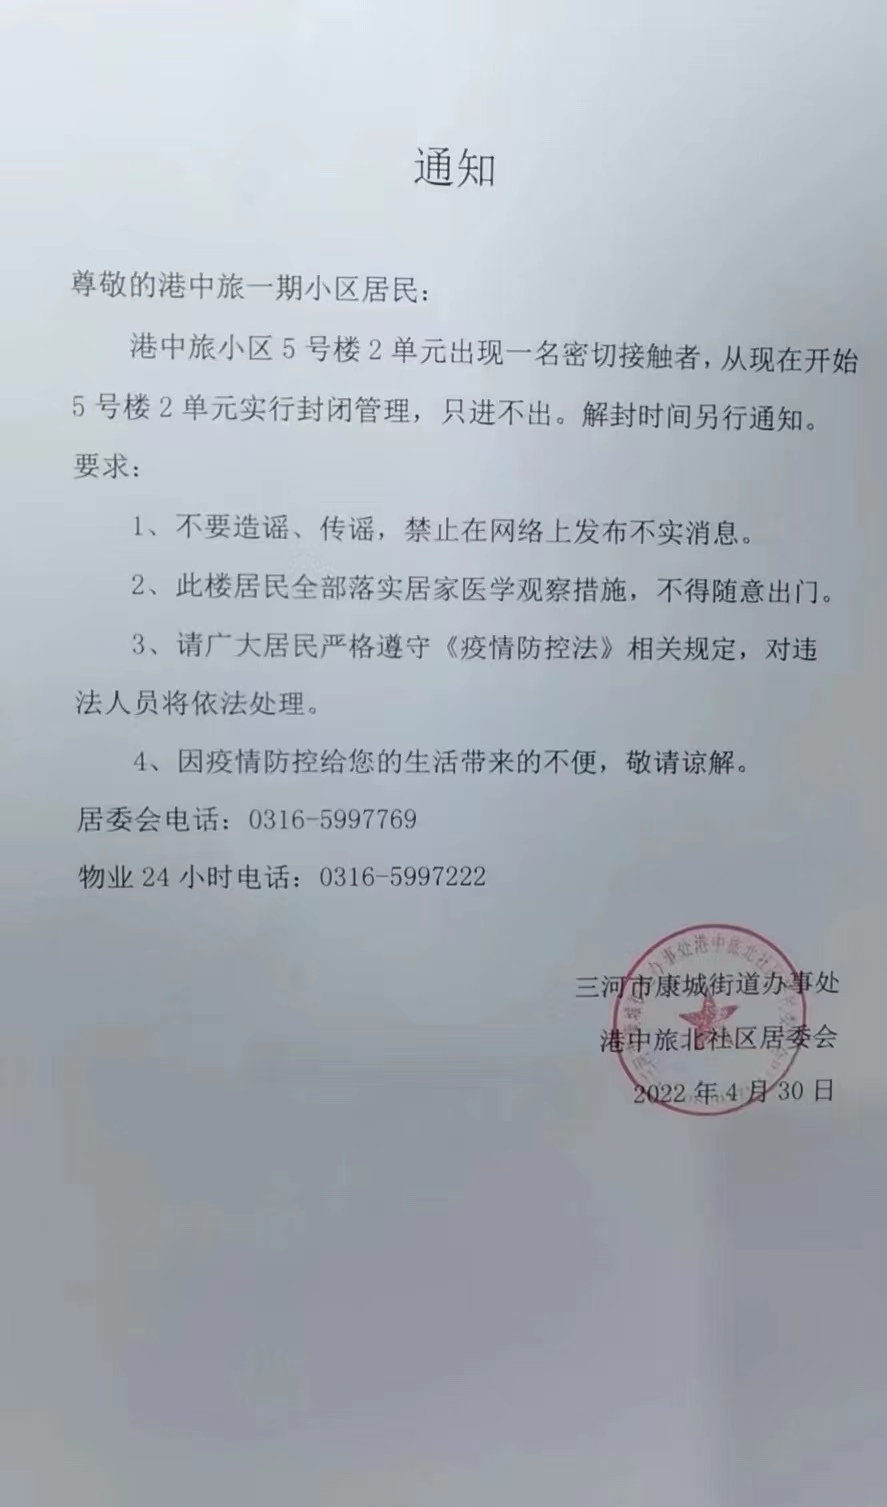 通知
尊敬的港中旅一期小区居民：
港中旅小区5号楼2单元出现一名密切接触者，从现在开始
5号楼2单元实行封闭管理，只进不出。解封时间另行通知。
要求：
1、不要造谣、传谣，禁止在网络上发布不实消息。
2、此楼居民全部落实居家医学观察措施，不得随意出门。
3、请广大居民严格遵守《疫情防控法》相关规定，对违
法人员将依法处理。
4、因疫情防控给您的生活带来的不便，敬请谅解。
居委会电话：0316-5997769
物业24小时电话：0316-5997222
三河市康城街道办事处
港中旅北社区居委会
2022年4月30日
办事处港中旅北社